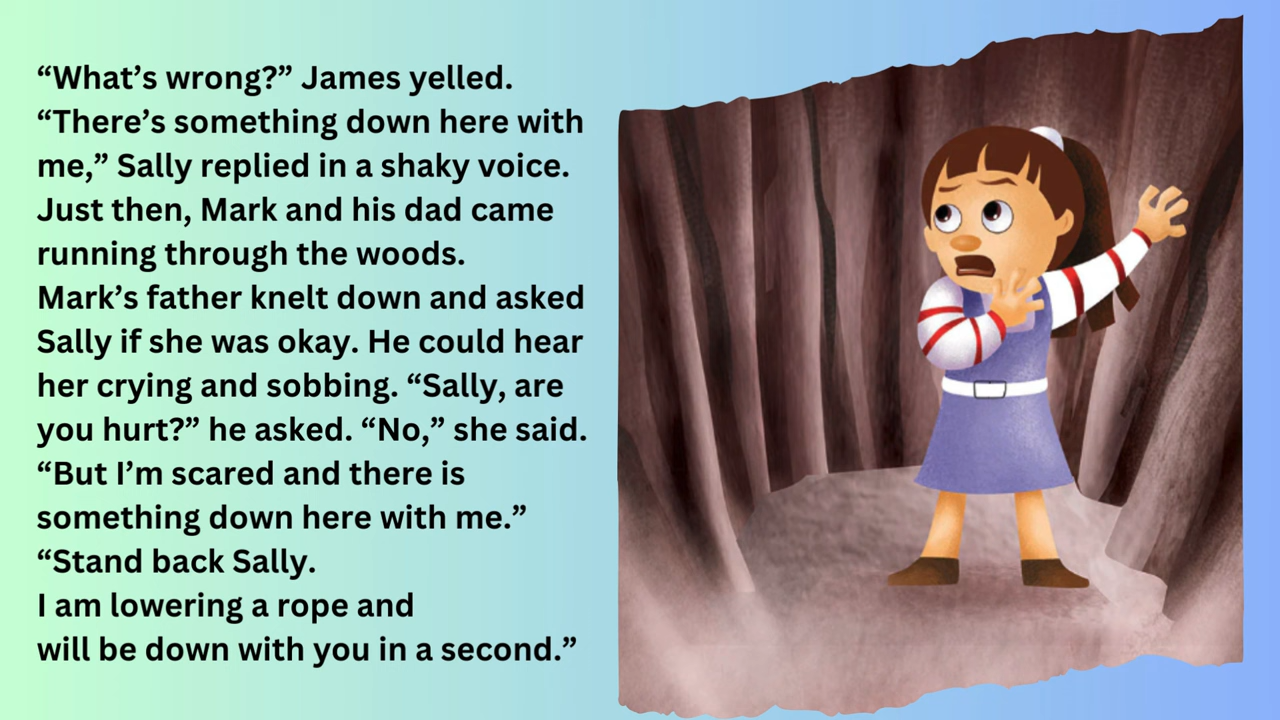 “What’s wrong?” James yelled.
“There’s something down here with
me,” Sally replied in a shaky voice.
Just then, Mark and his dad came
running through the woods.
Mark’s father knelt down and asked
Sally if she was okay. He could hear
her crying and sobbing. “Sally, are
you hurt?” he asked. “No,” she said.
“But I’m scared and there is
something down here with me.”
“Stand back Sally.
I am lowering a rope and
will be down with you in a second.”